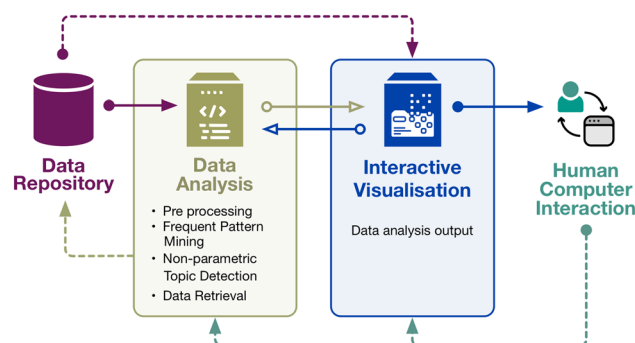 Data
Repository
Data
Analysis
• Pre processing
• Frequent Pattern
Mining
• Non-parametric
Topic Detection
• Data Retrieval
Interactive
Visualisation
Data analysis output
Human
Computer
Interaction